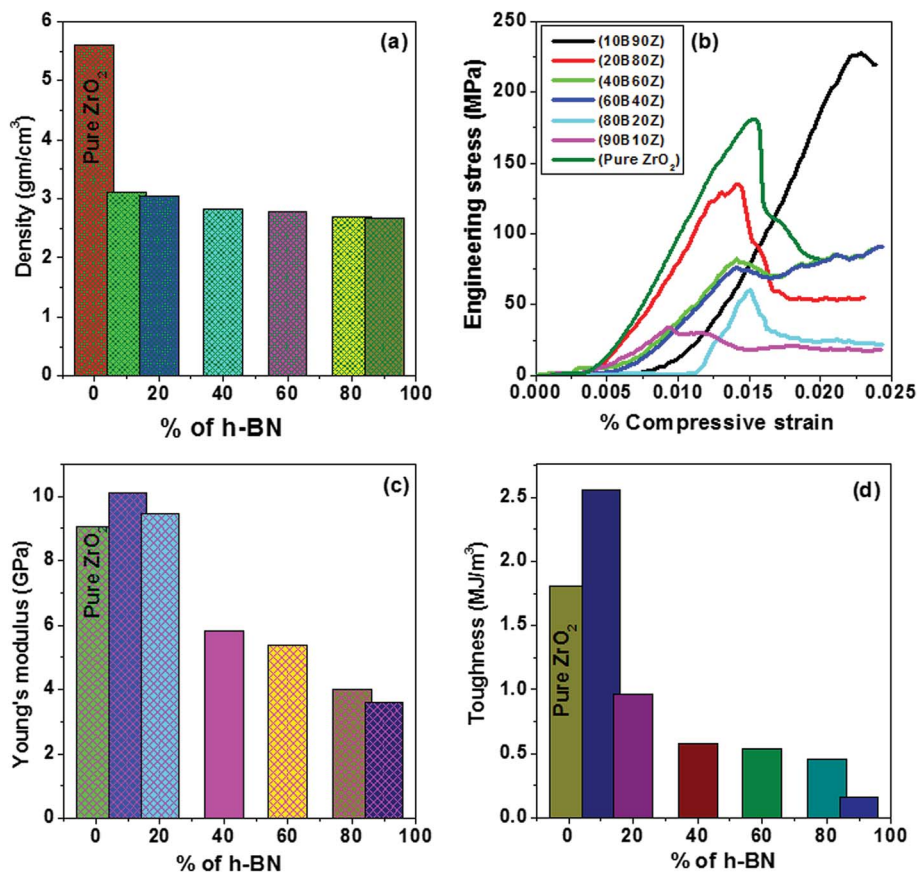 (a)
Density (gm/cm³)
6
5
4
3
2
1
0
Pure ZrO₂
0 20 40 60 80 100
% of h-BN
(b)
Engineering stress (MPa)
250
200
150
100
50
0
(10B90Z)
(20B80Z)
(40B60Z)
(60B40Z)
(80B20Z)
(90B10Z)
(Pure ZrO₂)
0.000 0.005 0.010 0.015 0.020 0.025
% Compressive strain
(c)
Young's modulus (GPa)
10
8
6
4
2
0
Pure ZrO₂
0 20 40 60 80 100
% of h-BN
(d)
Toughness (MJ/m³)
2.5
2.0
1.5
1.0
0.5
0.0
Pure ZrO₂
0 20 40 60 80 100
% of h-BN